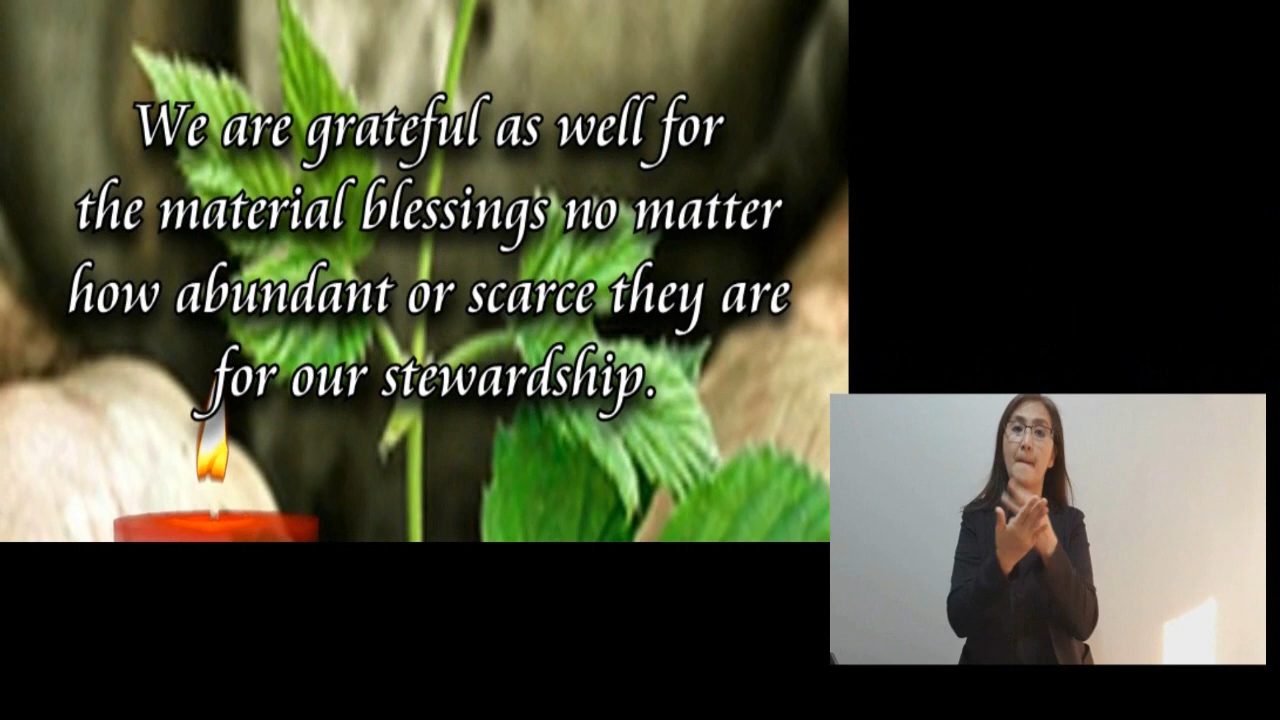 We are grateful as well for
the material blessings no matter
how abundant or scarce they are
for our stewardship.